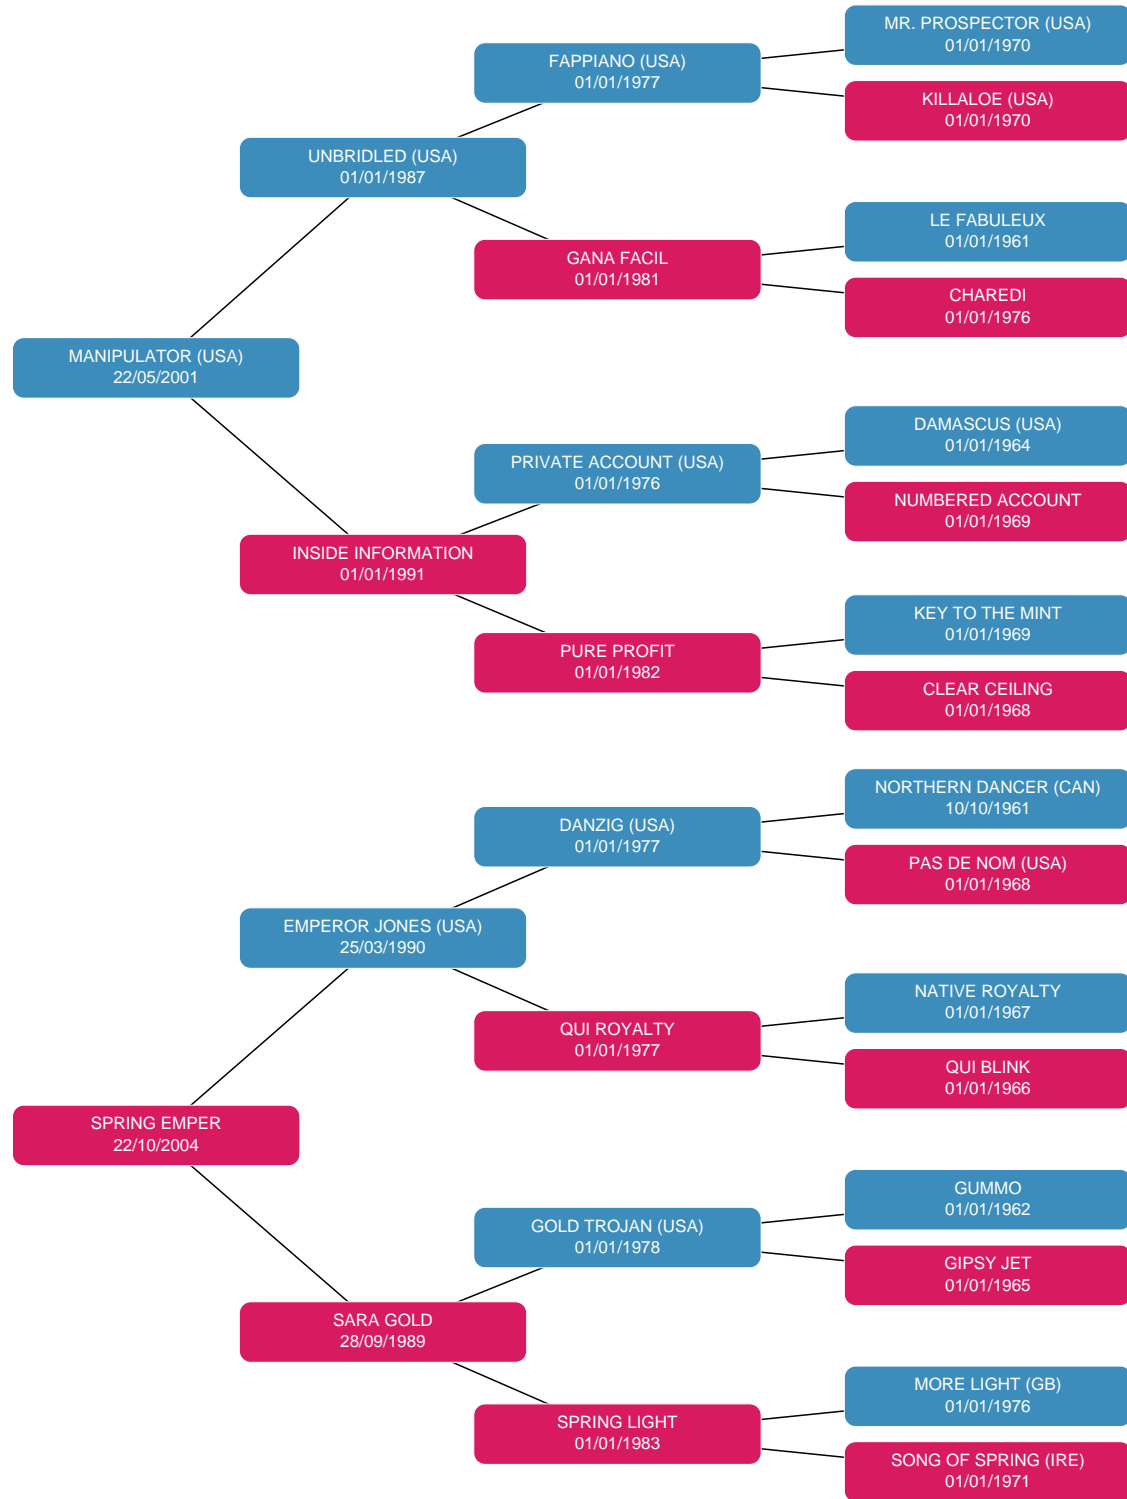 MR. PROSPECTOR (USA)
01/01/1970
FAPPIANO (USA)
01/01/1977
KILLALOE (USA)
01/01/1970
UNBRIDLED (USA)
01/01/1987
LE FABULEUX
01/01/1961
GANA FACIL
01/01/1981
CHAREDI
01/01/1976
MANIPULATOR (USA)
22/05/2001
DAMASCUS (USA)
01/01/1964
PRIVATE ACCOUNT (USA)
01/01/1976
NUMBERED ACCOUNT
01/01/1969
INSIDE INFORMATION
01/01/1991
KEY TO THE MINT
01/01/1969
PURE PROFIT
01/01/1982
CLEAR CEILING
01/01/1968
NORTHERN DANCER (CAN)
10/10/1961
DANZIG (USA)
01/01/1977
PAS DE NOM (USA)
01/01/1968
EMPEROR JONES (USA)
25/03/1990
NATIVE ROYALTY
01/01/1967
QUI ROYALTY
01/01/1977
QUI BLINK
01/01/1966
SPRING EMPER
22/10/2004
GUMMO
01/01/1962
GOLD TROJAN (USA)
01/01/1978
GIPSY JET
01/01/1965
SARA GOLD
28/09/1989
MORE LIGHT (GB)
01/01/1976
SPRING LIGHT
01/01/1983
SONG OF SPRING (IRE)
01/01/1971